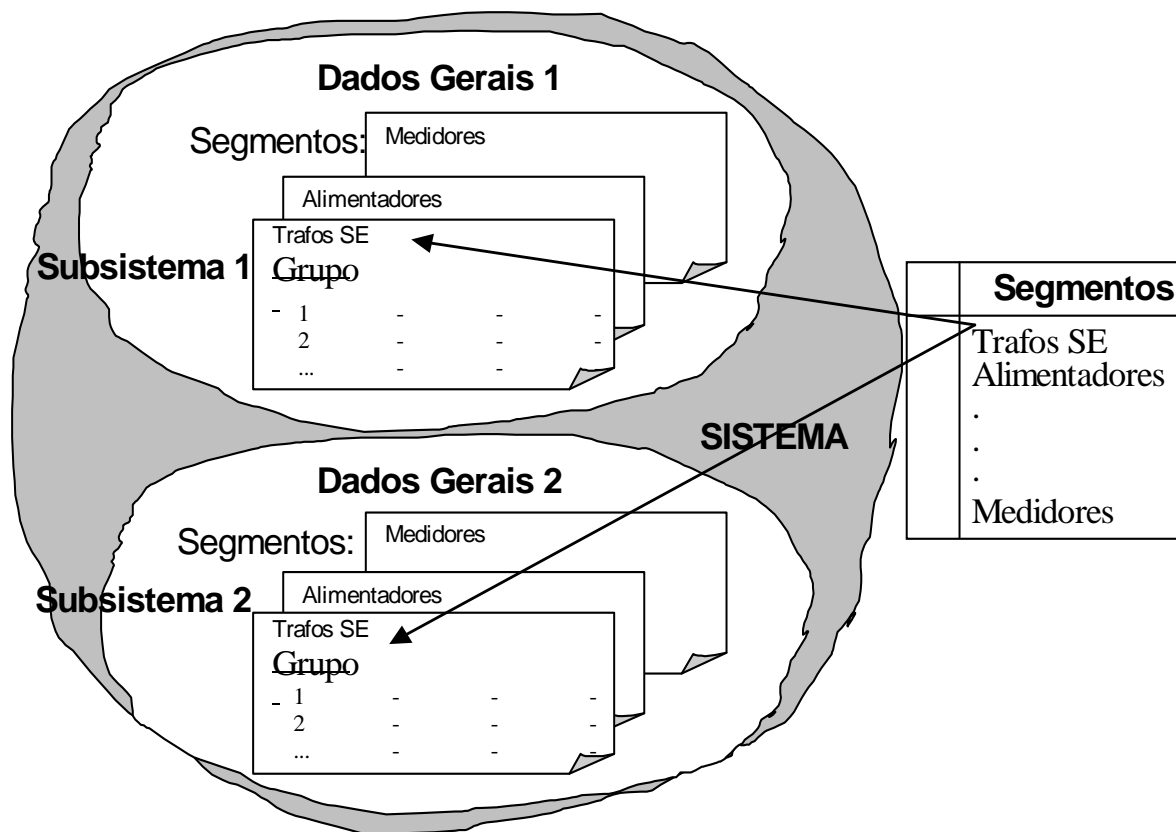 Dados Gerais 1
Segmentos:
Medidores
Alimentadores
Trafos SE
Subsistema 1
Grupo
- 1 - - -
2 - - -
... - - -
Segmentos
Trafos SE
Alimentadores
.
.
.
Medidores
SISTEMA
Dados Gerais 2
Segmentos:
Medidores
Alimentadores
Subsistema 2
Trafos SE
Grupo
- 1 - - -
2 - - -
... - - -